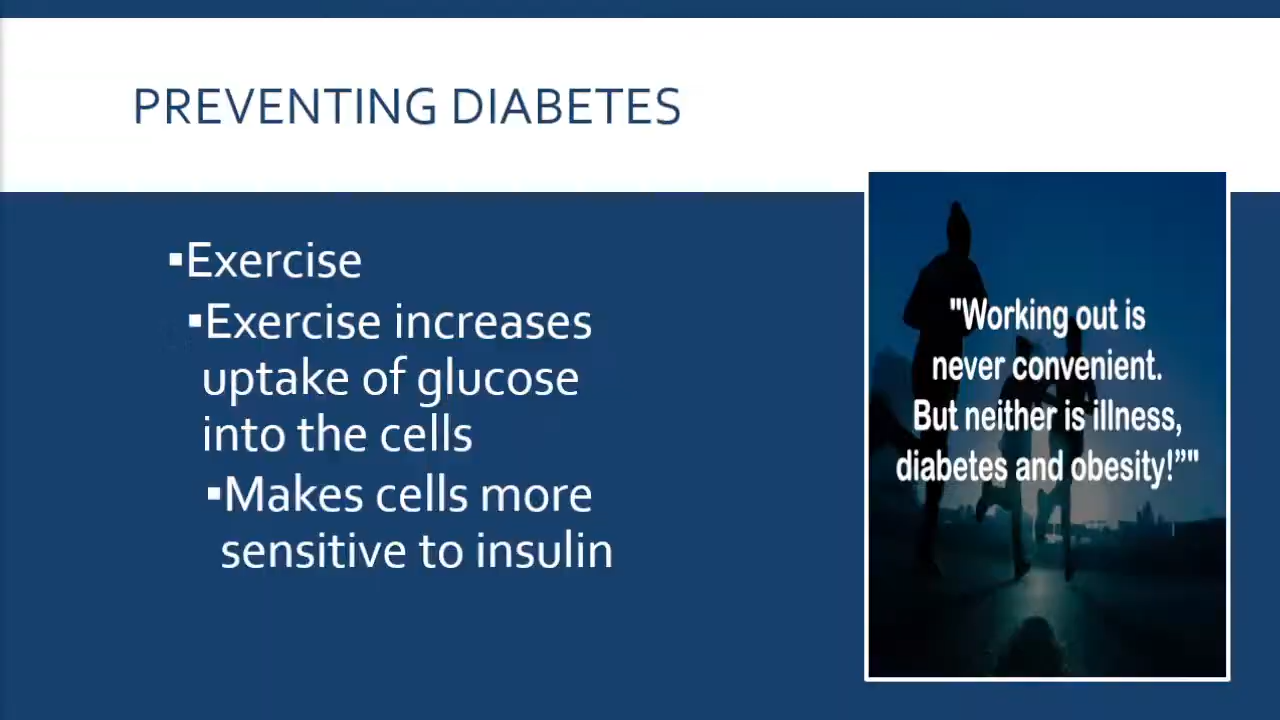 PREVENTING DIABETES
▪Exercise
▪Exercise increases
uptake of glucose
into the cells
▪Makes cells more
sensitive to insulin
"Working out is
never convenient.
But neither is illness,
diabetes and obesity!”"